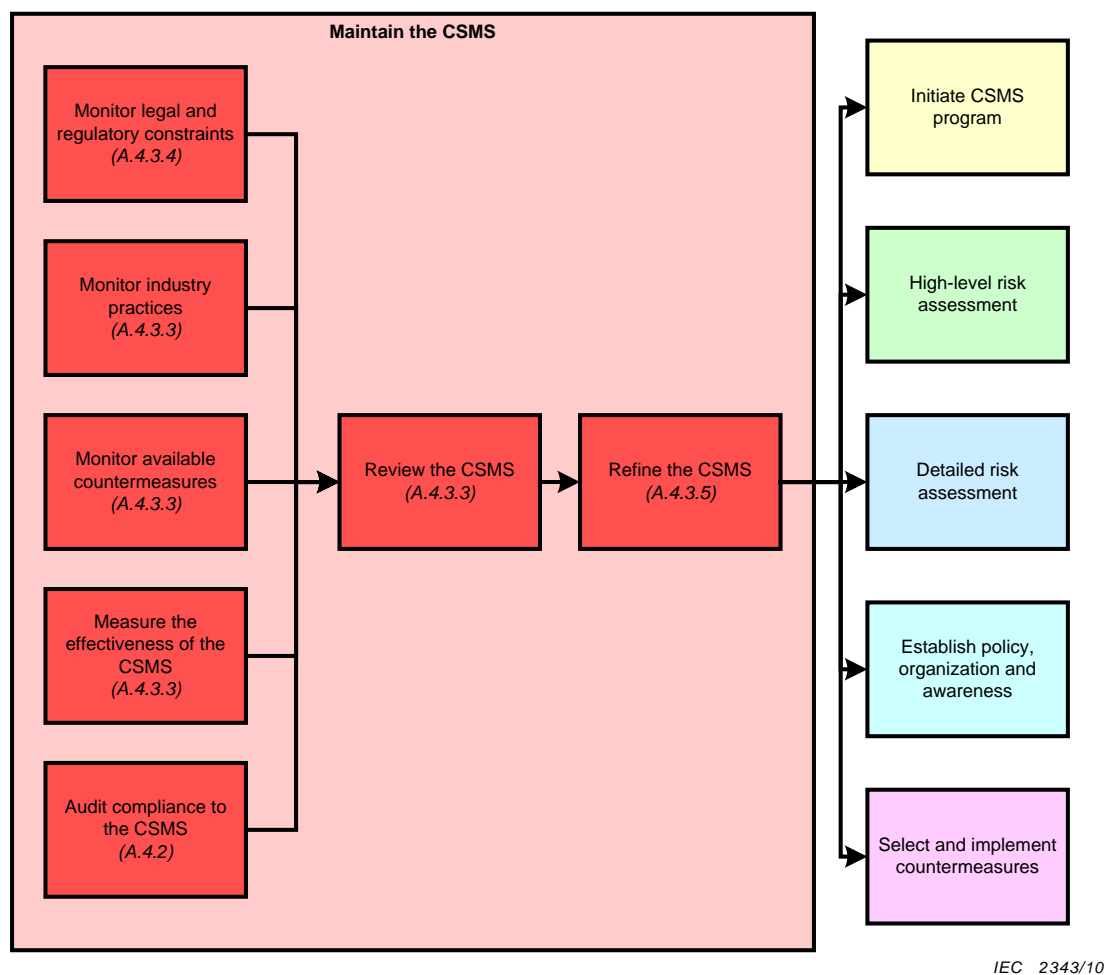 Maintain the CSMS
Monitor legal and
regulatory constraints
(A.4.3.4)
Monitor industry
practices
(A.4.3.3)
Monitor available
countermeasures
(A.4.3.3)
Measure the
effectiveness of the
CSMS
(A.4.3.3)
Audit compliance to
the CSMS
(A.4.2)
Review the CSMS
(A.4.3.3)
Refine the CSMS
(A.4.3.5)
Initiate CSMS
program
High-level risk
assessment
Detailed risk
assessment
Establish policy,
organization and
awareness
Select and implement
countermeasures
IEC 2343/10